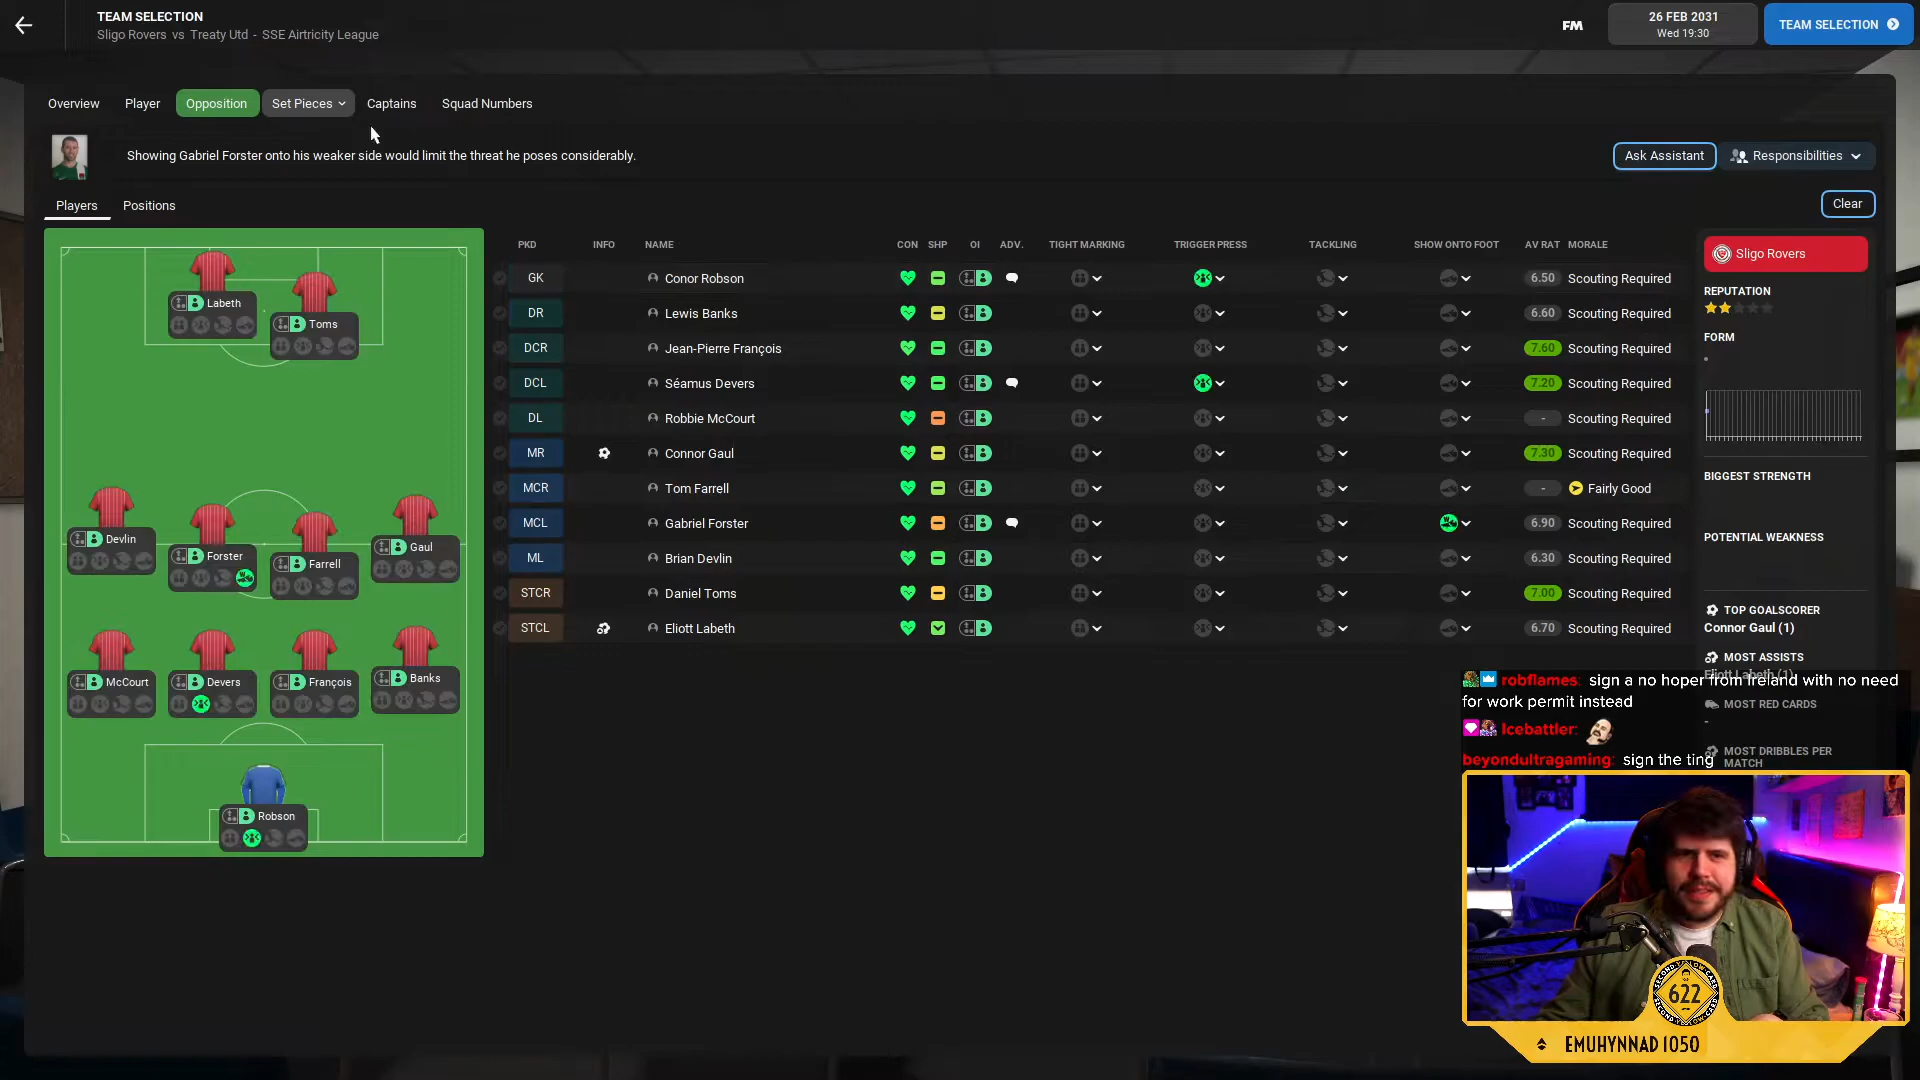 TEAM SELECTION
Sligo Rovers vs Treaty Utd - SSE Airtricity League
FM
26 FEB 2031
Wed 19:30
TEAM SELECTION
Overview Player Opposition Set Pieces Captains Squad Numbers
Showing Gabriel Forster onto his weaker side would limit the threat he poses considerably.
Ask Assistant
Responsibilities
Players Positions
Clear
Labeth
Toms
Devlin
Forster
Farrell
Gaul
McCourt
Devers
François
Banks
Robson
PKD INFO NAME CON SHP OI ADV. TIGHT MARKING TRIGGER PRESS TACKLING SHOW ONTO FOOT AV RAT MORALE
GK Conor Robson 6.50 Scouting Required
DR Lewis Banks 6.60 Scouting Required
DCR Jean-Pierre François 7.60 Scouting Required
DCL Séamus Devers 7.20 Scouting Required
DL Robbie McCourt - Scouting Required
MR Connor Gaul 7.30 Scouting Required
MCR Tom Farrell - Fairly Good
MCL Gabriel Forster 6.90 Scouting Required
ML Brian Devlin 6.30 Scouting Required
STCR Daniel Toms 7.00 Scouting Required
STCL Eliott Labeth 6.70 Scouting Required
Sligo Rovers
REPUTATION
FORM
BIGGEST STRENGTH
POTENTIAL WEAKNESS
TOP GOALSCORER
Connor Gaul (1)
MOST ASSISTS
Eliott Labeth (1)
MOST RED CARDS
-
MOST DRIBBLES PER
MATCH
robflames: sign a no hoper from Ireland with no need
for work permit instead
Icebattler:
beyondultragaming: sign the ting
SECOND YELLOW CARD
622
SECOND YELLOW CARD
EMUHYNNAD 1050